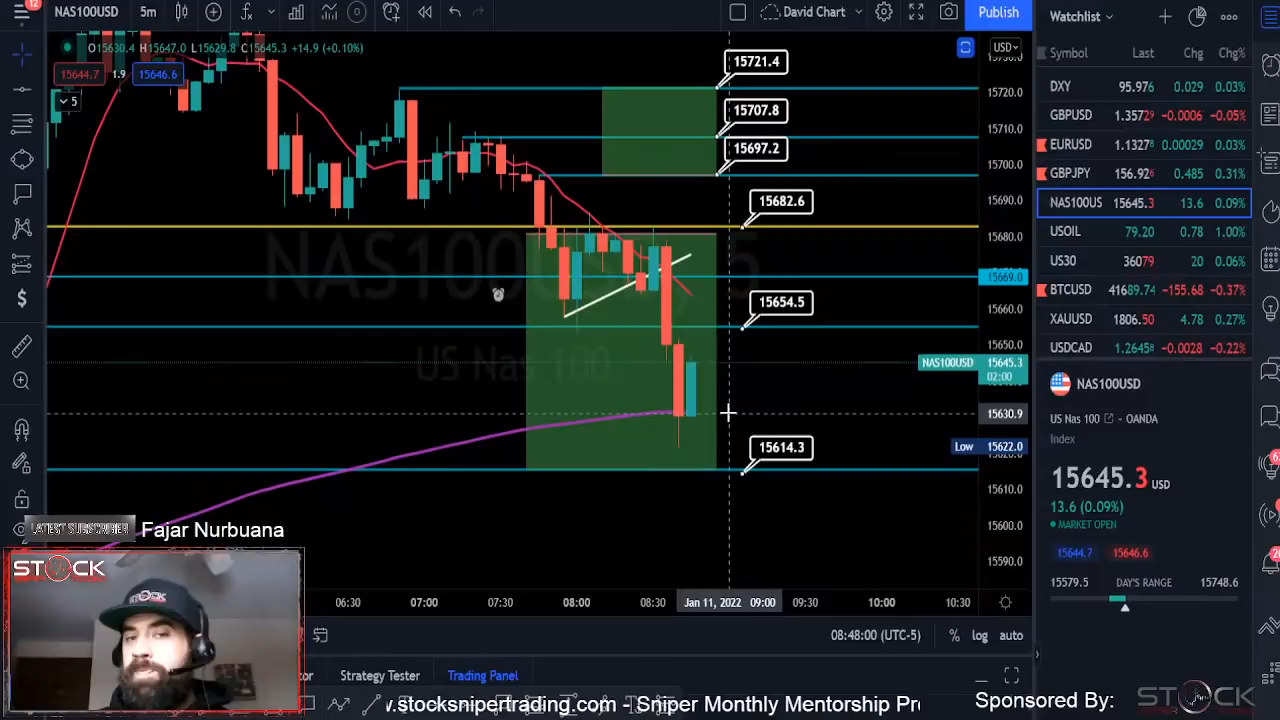 12
NAS100USD
5m
David Chart
Publish
Watchlist
O15630.4 H15647.0 L15629.8 C15645.3 +14.9 (+0.10%)
15644.7
1.9
15646.6
5
USD
Symbol
Last
Chg
Chg%
DXY 95.976 0.029 0.03%
GBPUSD 1.35729 -0.0006 -0.05%
EURUSD 1.13278 0.00029 0.03%
GBPJPY 156.926 0.485 0.31%
NAS100US 15645.3 13.6 0.09%
USOIL 79.20 0.78 1.00%
US30 36079 20 0.06%
BTCUSD 41689.74 -155.68 -0.37%
XAUUSD 1806.50 4.78 0.27%
USDCAD 1.26458 -0.0028 -0.22%
15721.4
15707.8
15697.2
15682.6
15654.5
15614.3
15720.0
15710.0
15700.0
15690.0
15680.0
15669.0
15660.0
15650.0
NAS100USD 15645.3
02:00
15630.9
Low 15622.0
15610.0
15600.0
15590.0
NAS100USD, 5
US Nas 100
NAS100USD
US Nas 100
OANDA
Index
15645.3 USD
13.6 (0.09%)
MARKET OPEN
15644.7
15646.6
15579.5 DAY'S RANGE 15748.6
LATEST SUBSCRIBER
Fajar Nurbuana
STOCK
06:30
07:00
07:30
08:00
08:30
Jan 11, 2022 09:00
09:30
10:00
10:30
08:48:00 (UTC-5)
%
log
auto
Strategy Tester
Trading Panel
.stocksnipertrading.com - Sniper Monthly Mentorship Pr
Sponsored By:
STOCK